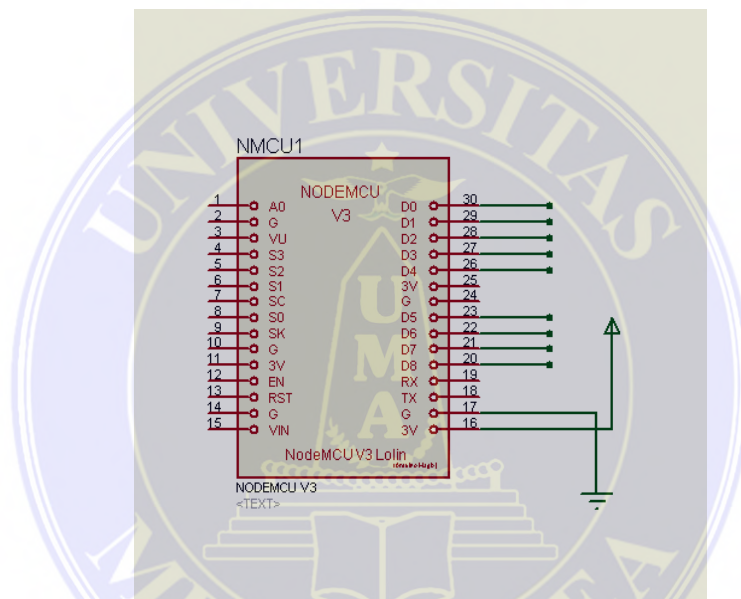 UNIVERSITAS
NMCU1
NODEMCU
V3
1 A0 D0 30
2 G D1 29
3 VU D2 28
4 S3 D3 27
5 S2 D4 26
6 S1 3V 25
7 SC G 24
8 S0 D5 23
9 SK D6 22
10 G D7 21
11 3V D8 20
12 EN RX 19
13 RST TX 18
14 G G 17
15 VIN 3V 16
UMA
NodeMCU V3 Lolin
NODEMCU V3
<TEXT>